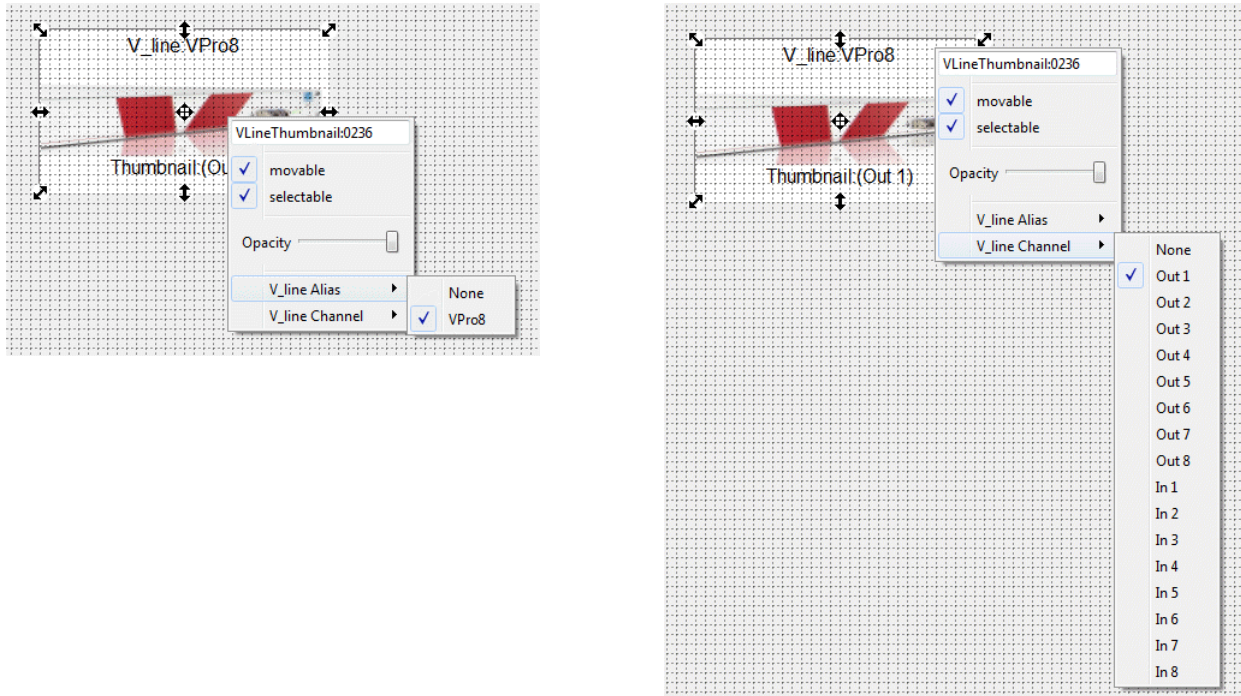 V_line:VPro8
VLineThumbnail:0236
movable
Thumbnail:(Ou
selectable
Opacity
V_line Alias
None
V_line Channel
VPro8
V_line:VPro8
VLineThumbnail:0236
movable
selectable
Thumbnail:(Out 1)
Opacity
V_line Alias
V_line Channel
None
Out 1
Out 2
Out 3
Out 4
Out 5
Out 6
Out 7
Out 8
In 1
In 2
In 3
In 4
In 5
In 6
In 7
In 8